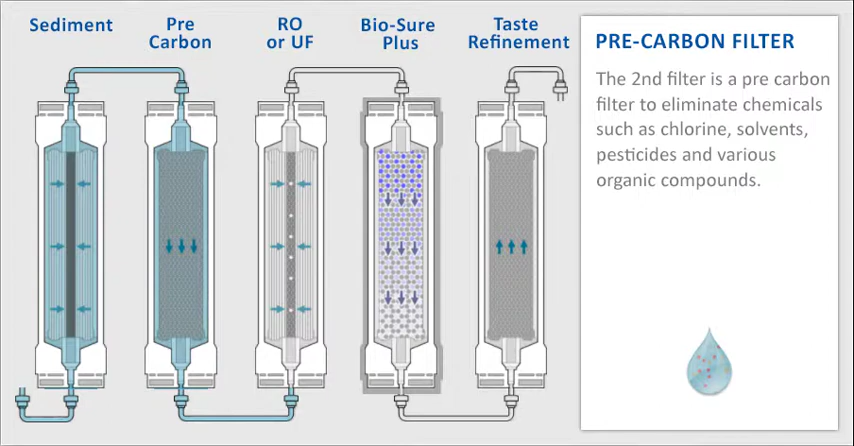 Sediment
Pre
Carbon
RO
or UF
Bio-Sure
Plus
Taste
Refinement
PRE-CARBON FILTER
The 2nd filter is a pre carbon
filter to eliminate chemicals
such as chlorine, solvents,
pesticides and various
organic compounds.